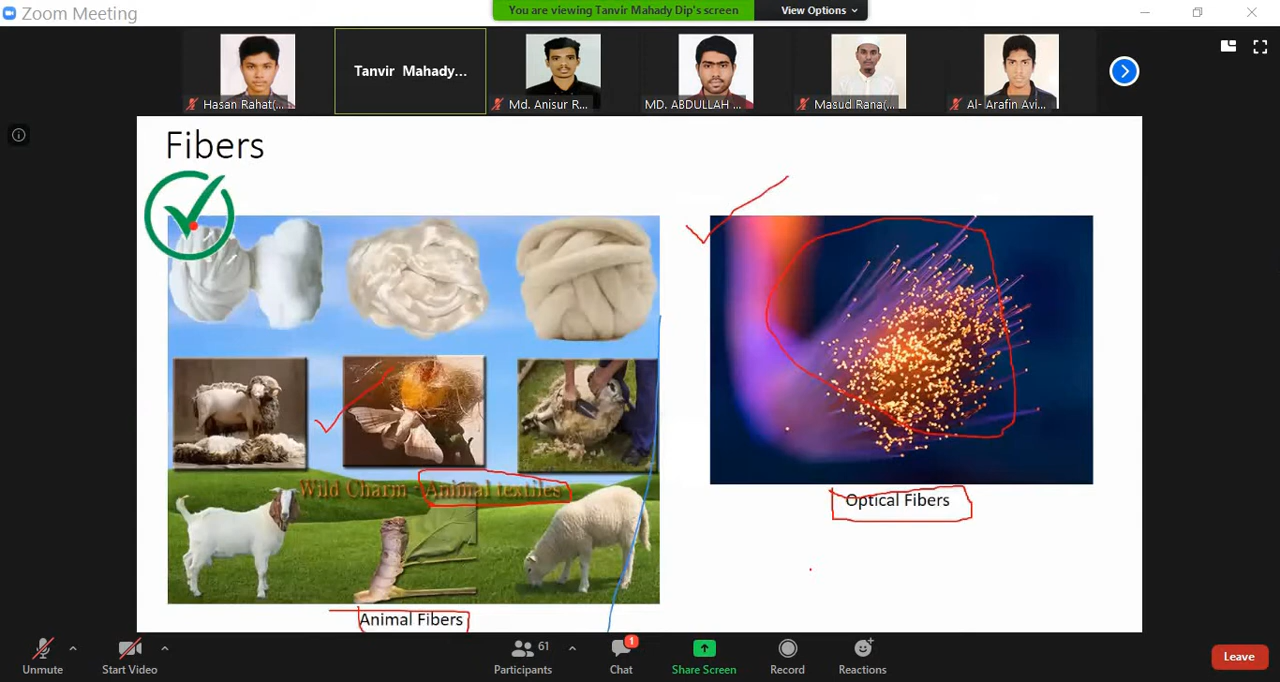 Zoom Meeting
You are viewing Tanvir Mahady Dip's screen
View Options
Hasan Rahat(...
Tanvir Mahady...
Md. Anisur R...
MD. ABDULLAH ...
Masud Rana(...
Al- Arafin Avi...
Fibers
Wild Charm - Animal textiles
Optical Fibers
Animal Fibers
Unmute
Start Video
61
Participants
1
Chat
Share Screen
Record
Reactions
Leave